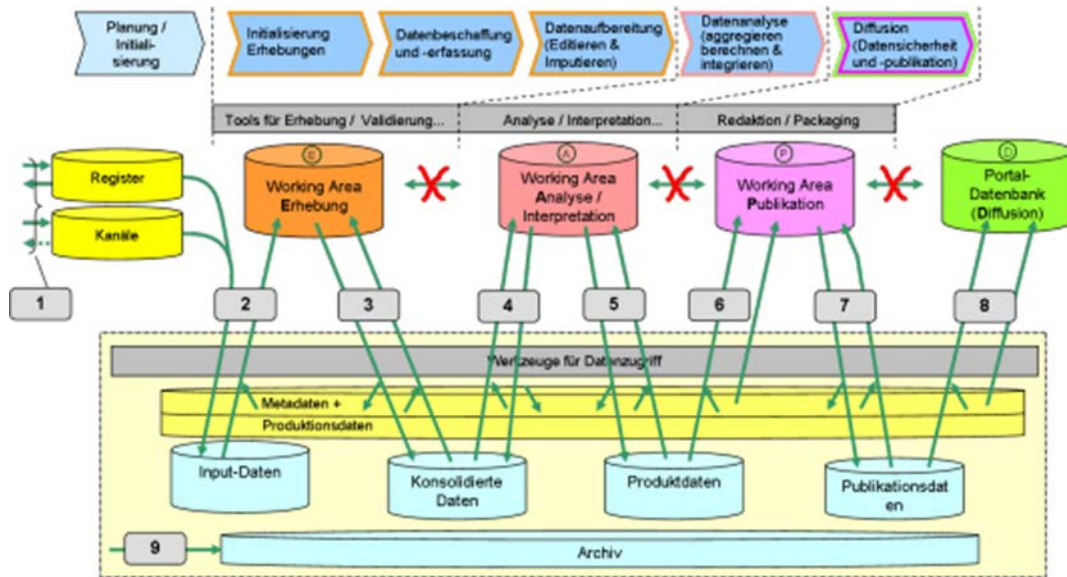 Planung /
Initiali-
sierung
Initialisierung
Erhebungen
Datenbeschaffung
und -erfassung
Datenaufbereitung
(Editieren &
Imputieren)
Datenanalyse
(aggregieren
berechnen &
integrieren)
Diffusion
(Datensicherheit
und -publikation)
Tools für Erhebung / Validierung...
Analyse / Interpretation...
Redaktion / Packaging
Register
Kanäle
E
Working Area
Erhebung
A
Working Area
Analyse /
Interpretation
P
Working Area
Publikation
D
Portal-
Datenbank
(Diffusion)
1
2
3
4
5
6
7
8
Werkzeuge für Datenzugriff
Metadaten +
Produktionsdaten
Input-Daten
Konsolidierte
Daten
Produktdaten
Publikationsdat
en
9
Archiv